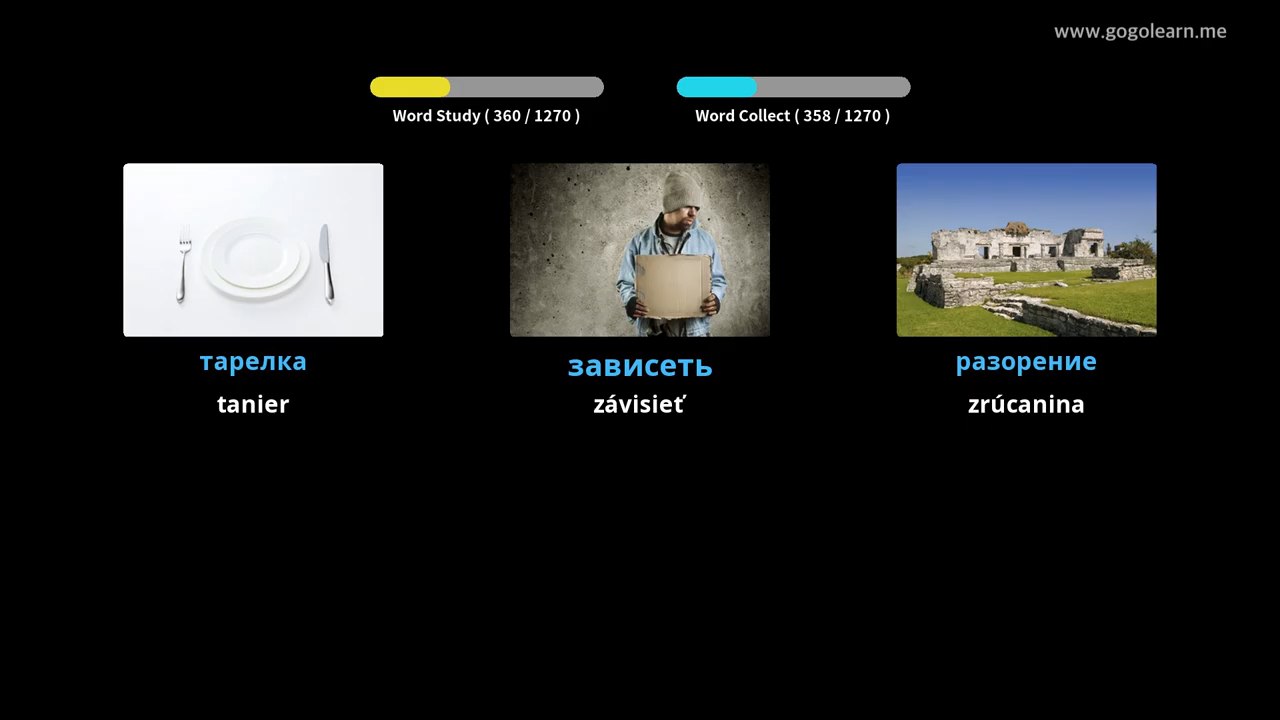 www.gogolearn.me
Word Study ( 360 / 1270 )
Word Collect ( 358 / 1270 )
тарелка
зависеть
разорение
tanier
závisieť
zrúcanina